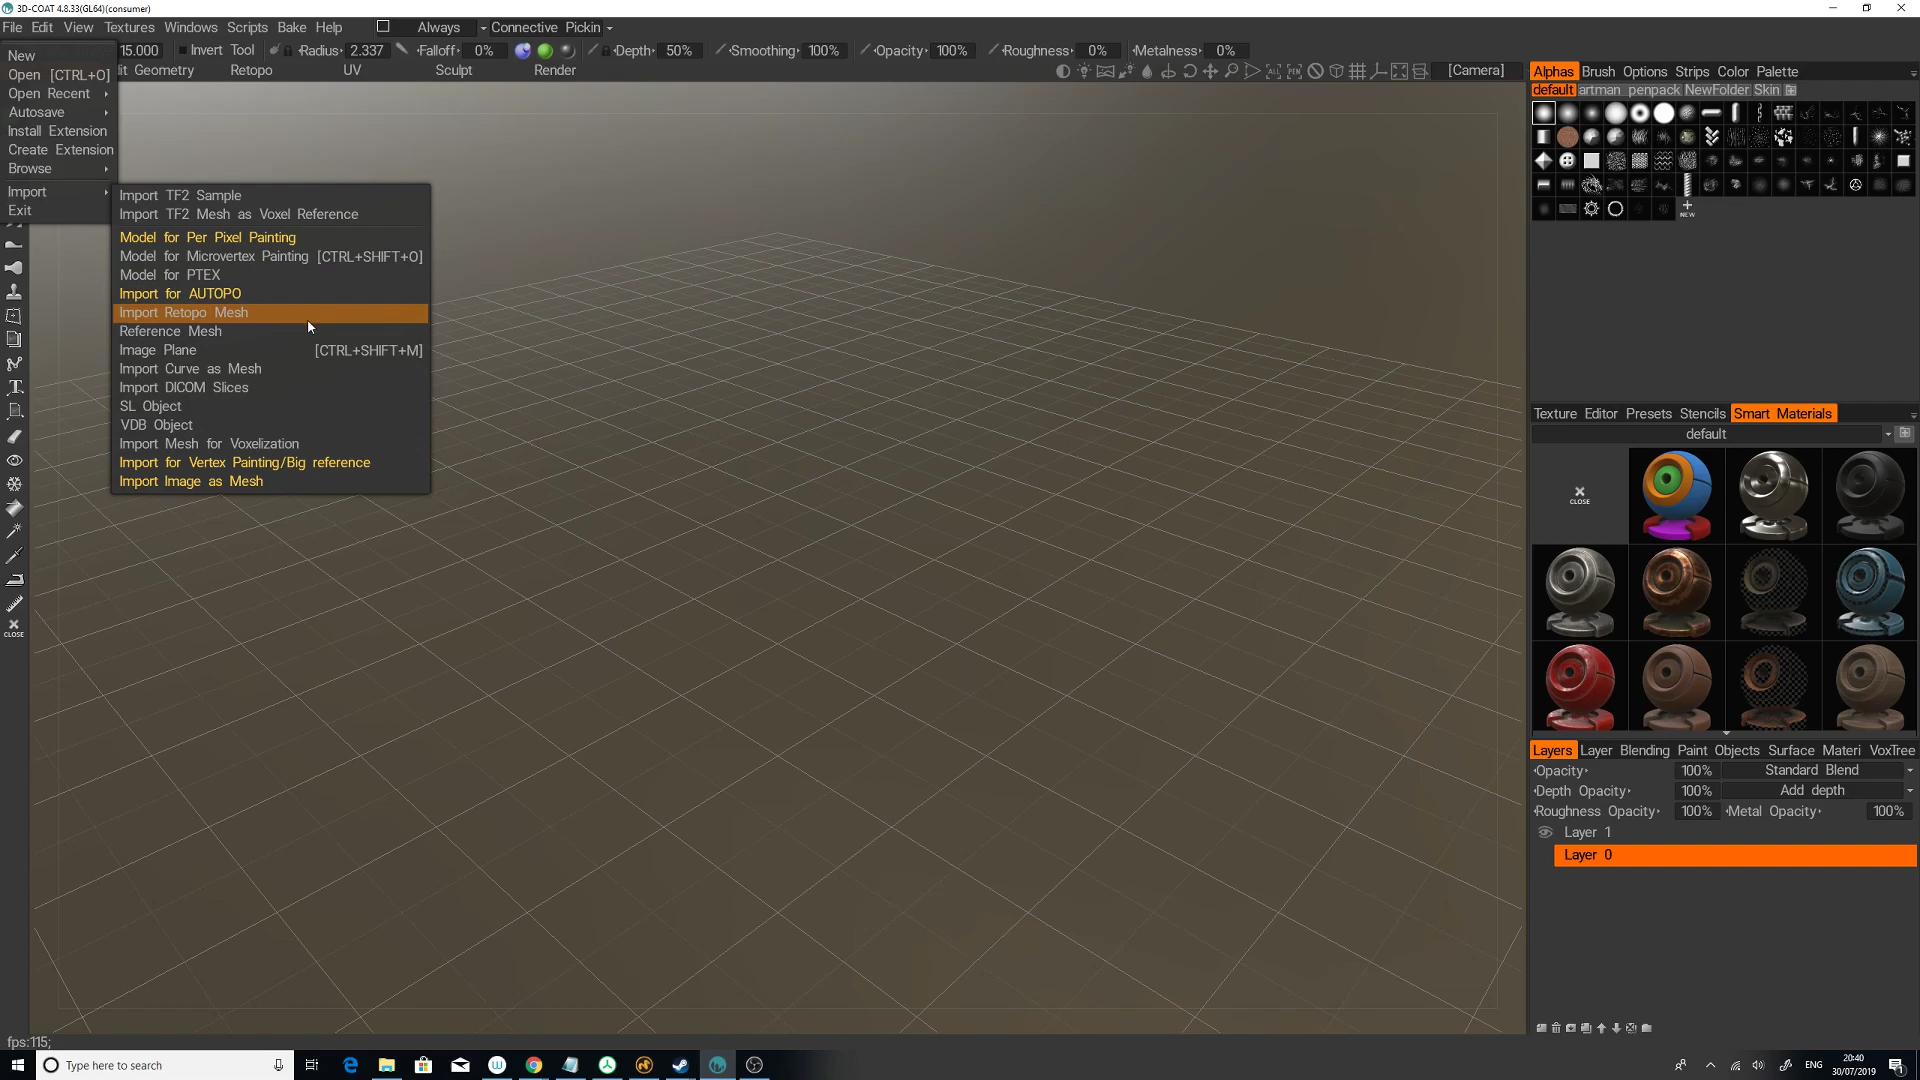 3D-COAT 4.8.33(GL64)(consumer)
File Edit View Textures Windows Scripts Bake Help Always Connective Pickin
15.000 Invert Tool Radius: 2.337 Falloff: 0% Depth: 50% Smoothing: 100% Opacity: 100% Roughness: 0% Metalness: 0%
Geometry Retopo UV Sculpt Render [Camera]
New
Open [CTRL+O]
Open Recent
Autosave
Install Extension
Create Extension
Browse
Import
Exit
Import TF2 Sample
Import TF2 Mesh as Voxel Reference
Model for Per Pixel Painting
Model for Microvertex Painting [CTRL+SHIFT+O]
Model for PTEX
Import for AUTOPO
Import Retopo Mesh
Reference Mesh
Image Plane [CTRL+SHIFT+M]
Import Curve as Mesh
Import DICOM Slices
SL Object
VDB Object
Import Mesh for Voxelization
Import for Vertex Painting/Big reference
Import Image as Mesh
CLOSE
Alphas Brush Options Strips Color Palette
default artman penpack NewFolder Skin
NEW
Texture Editor Presets Stencils Smart Materials
default
CLOSE
Layers Layer Blending Paint Objects Surface Materi VoxTree
Opacity 100% Standard Blend
Depth Opacity 100% Add depth
Roughness Opacity 100% Metal Opacity 100%
Layer 1
Layer 0
fps:115;
Type here to search
ENG
20:40
30/07/2019